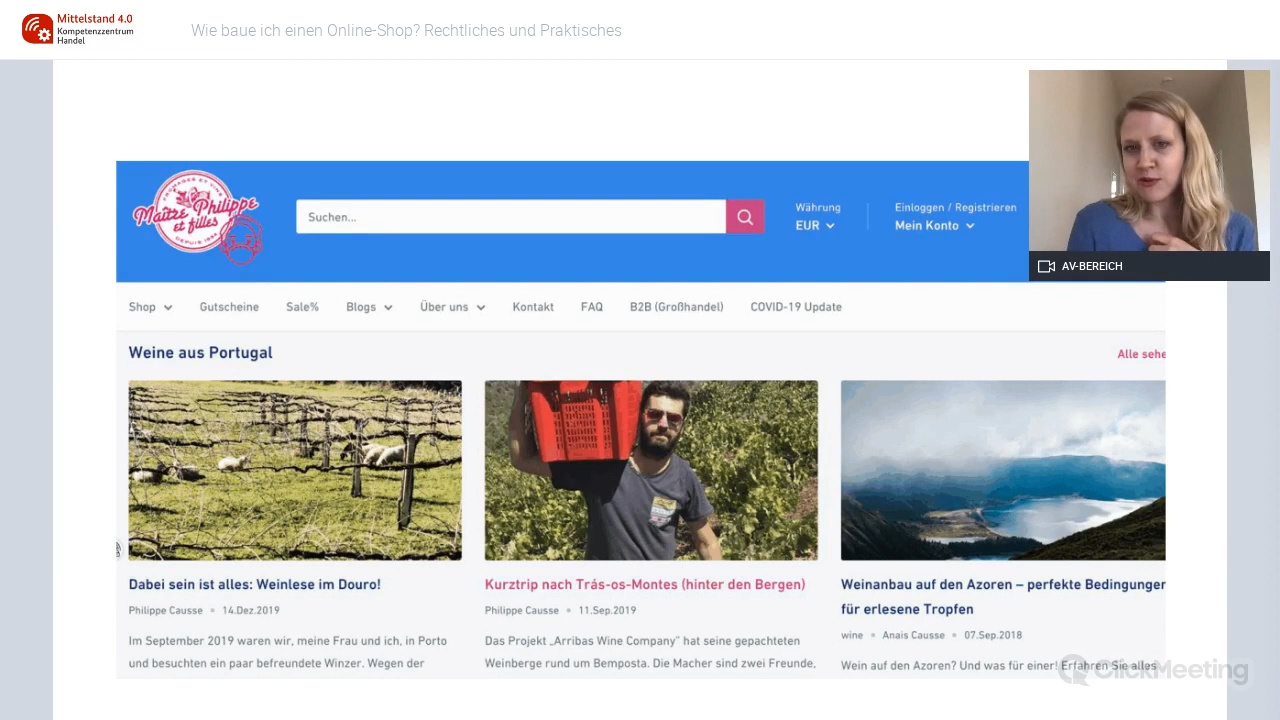 Mittelstand 4.0
Kompetenzzentrum
Handel
Wie baue ich einen Online-Shop? Rechtliches und Praktisches
FROMAGES ET VINS
Maître Philippe
et filles
DEPUIS 1994
Suchen...
Währung
EUR
Einloggen / Registrieren
Mein Konto
AV-BEREICH
Shop
Gutscheine
Sale%
Blogs
Über uns
Kontakt
FAQ
B2B (Großhandel)
COVID-19 Update
Weine aus Portugal
Alle sehe
Dabei sein ist alles: Weinlese im Douro!
Philippe Causse • 14.Dez.2019
Im September 2019 waren wir, meine Frau und ich, in Porto
und besuchten ein paar befreundete Winzer. Wegen der
Kurztrip nach Trás-os-Montes (hinter den Bergen)
Philippe Causse • 11.Sep.2019
Das Projekt „Arribas Wine Company" hat seine gepachteten
Weinberge rund um Bemposta. Die Macher sind zwei Freunde,
Weinanbau auf den Azoren – perfekte Bedingunger
für erlesene Tropfen
wine • Anais Causse • 07.Sep.2018
Wein auf den Azoren? Und was für einer! Erfahren Sie alles
ClickMeeting